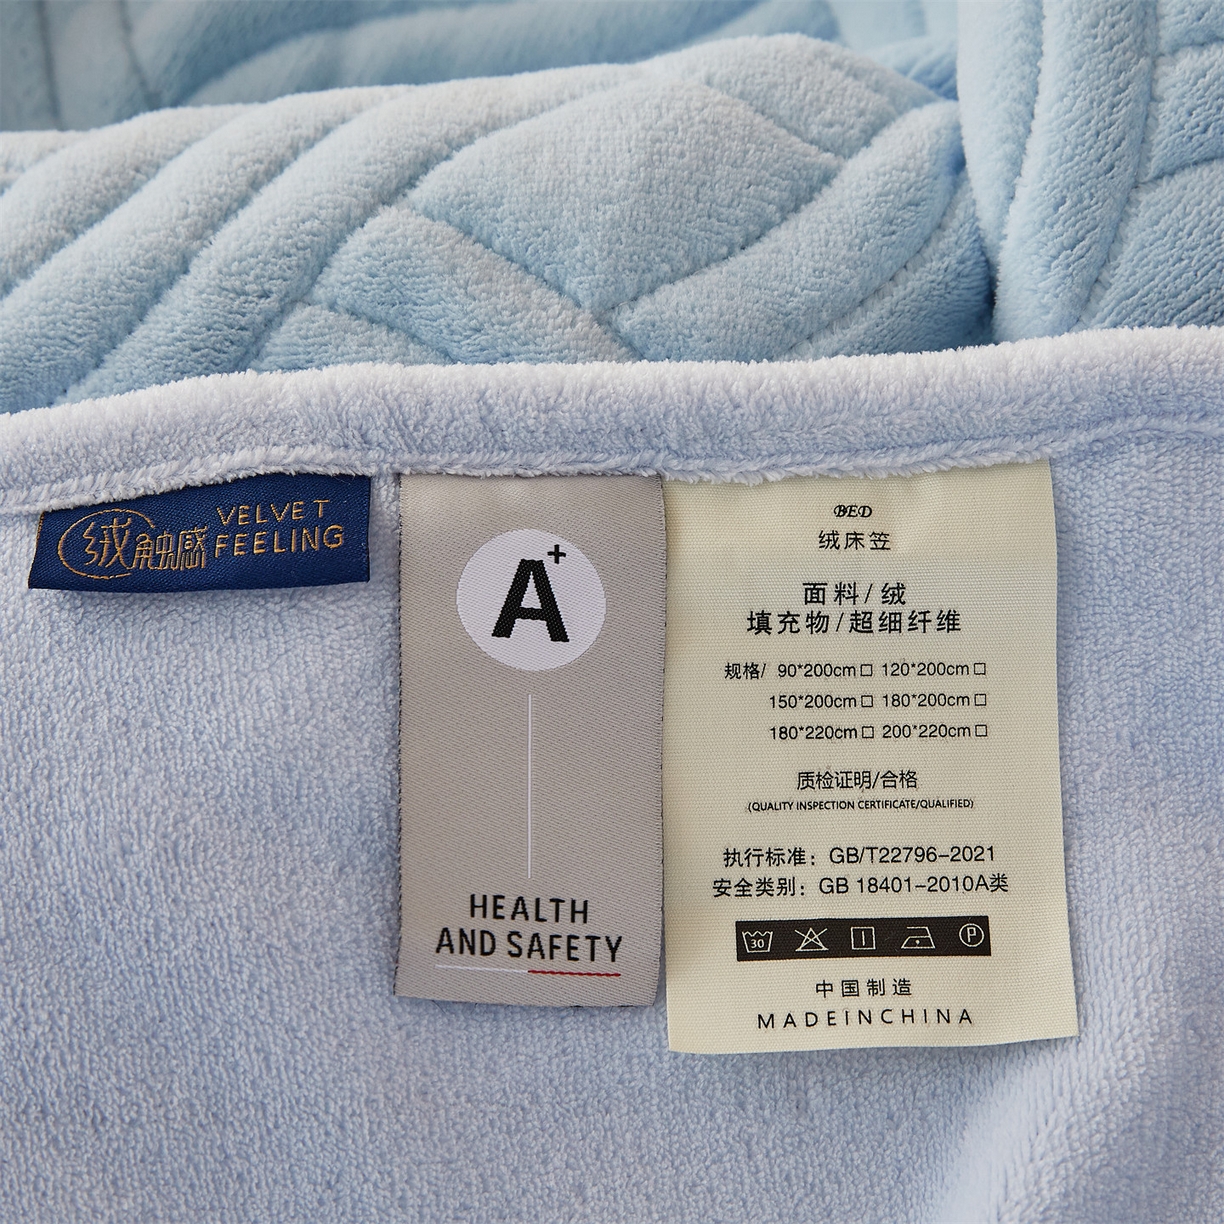 绒触感
VELVET
FEELING
A+
HEALTH
AND SAFETY
BED
绒床笠
面料/绒
填充物/超细纤维
规格/ 90*200cm□ 120*200cm□
150*200cm□ 180*200cm□
180*220cm□ 200*220cm□
质检证明/合格
(QUALITY INSPECTION CERTIFICATE/QUALIFIED)
执行标准：GB/T22796-2021
安全类别：GB 18401-2010A类
30 P
中国制造
MADEINCHINA